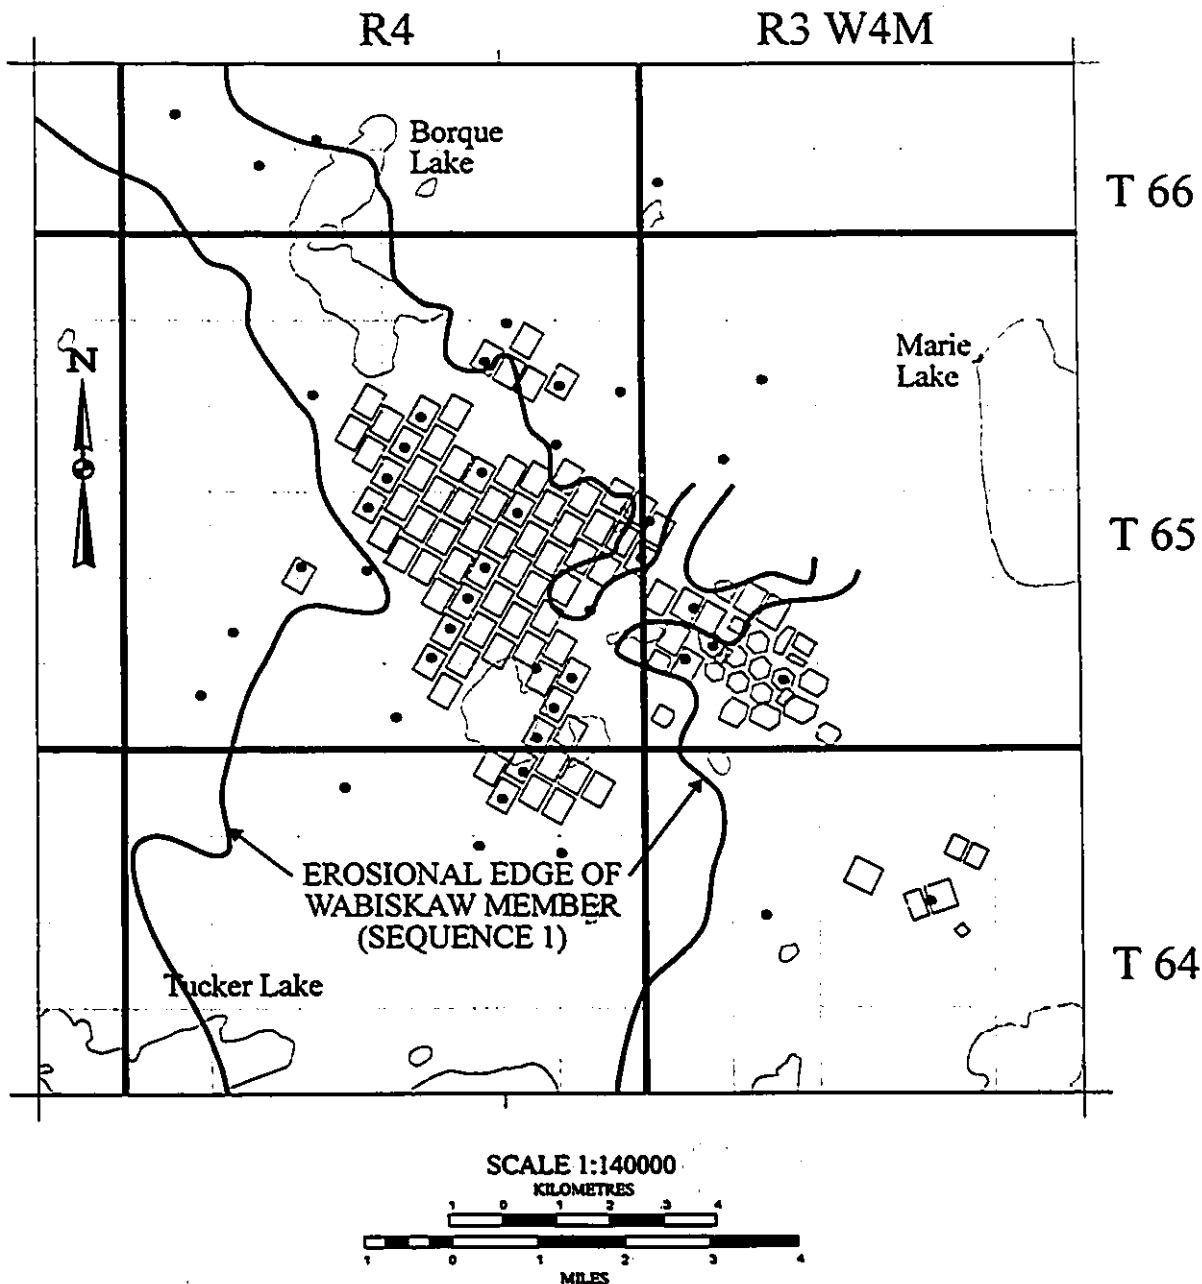 R4
R3 W4M
Borque
Lake
T 66
N
Marie
Lake
T 65
EROSIONAL EDGE OF
WABISKAW MEMBER
(SEQUENCE 1)
Tucker Lake
T 64
SCALE 1:140000
KILOMETRES
1 0 1 2 3 4
1 0 1 2 3 4
MILES